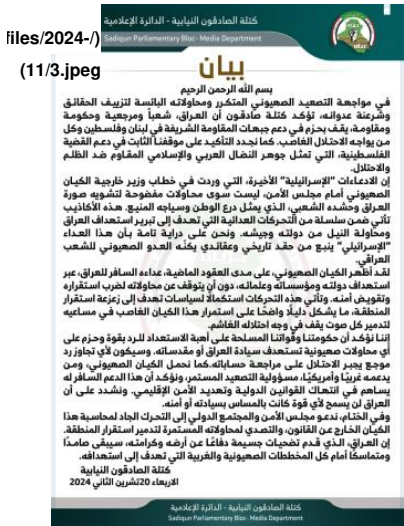 كتلة الصادقون النيابية - الدائرة الإعلامية
Sadiqun Parliamentary Bloc- Media Department
files/2024-/)
(11/3.jpeg
بيان
بسم الله الرحمن الرحيم
في مواجهة التصعيد الصهيوني المتكرر ومحاولاته البائسة لتزييف الحقائق
وشرعنة عدوانه، تؤكد كتلة صادقون أن العراق، شعباً ومرجعية وحكومة
ومقاومة، يقف بحزم في دعم جبهات المقاومة الشريفة في لبنان وفلسطين وكل
من يواجه الاحتلال الغاصب. كما نجدد التأكيد على موقفنا الثابت في دعم القضية
الفلسطينية، التي تمثل جوهر النضال العربي والإسلامي المقاوم ضد الظلم
والاحتلال.
إن الادعاءات "الإسرائيلية" الأخيرة، التي وردت في خطاب وزير خارجية الكيان
الصهيوني أمام مجلس الأمن، ليست سوى محاولات مفضوحة لتشويه صورة
العراق وحشده الشعبي، الذي يمثل درع الوطن وسياجه المنيع. هذه الأكاذيب
تأتي ضمن سلسلة من التحركات العدائية التي تهدف إلى تبرير استهداف العراق
ومحاولة النيل من دولته وجيشه. ونحن على دراية تامة بأن هذا العداء
"الإسرائيلي" ينبع من حقد تاريخي وعقائدي يكنّه العدو الصهيوني للشعب
العراقي.
لقد أظهر الكيان الصهيوني، على مدى العقود الماضية، عداءه السافر للعراق، عبر
استهداف دولته ومؤسساته وعلمائه، دون أن يتوقف عن محاولاته لضرب استقراره
وتقويض أمنه. وتأتي هذه التحركات استكمالًا لسياسات تهدف إلى زعزعة استقرار
المنطقة، ما يشكل دليلًا واضحًا على استمرار هذا الكيان الغاصب في مساعيه
لتدمير كل صوت يقف في وجه احتلاله الغاشم.
إننا نؤكد أن حكومتنا وقواتنا المسلحة على أهبة الاستعداد للرد بقوة وحزم على
أي محاولات صهيونية تستهدف سيادة العراق أو مقدساته. وسيكون لأي تجاوز رد
موجع يجبر الاحتلال على مراجعة حساباته. كما نحمل الكيان الصهيوني، ومن
يدعمه غربيًا وأمريكيًا، مسؤولية التصعيد المستمر، ونؤكد أن هذا الدعم السافر له
يساهم في انتهاك القوانين الدولية وتهديد الأمن الإقليمي. ونشدد على أن
العراق لن يسمح لأي قوة كانت بالمساس بسيادته أو أمنه.
وفي الختام، ندعو مجلس الأمن والمجتمع الدولي إلى التحرك الجاد لمحاسبة هذا
الكيان الخارج عن القانون، والتصدي لمحاولاته المستمرة لتدمير استقرار المنطقة.
إن العراق، الذي قدم تضحيات جسيمة دفاعًا عن أرضه وكرامته، سيبقى صامدًا
ومتماسكًا أمام كل المخططات الصهيونية والغربية التي تهدف إلى استهدافه.
كتلة الصادقون النيابية
الاربعاء 20تشرين الثاني 2024
كتلة الصادقون النيابية - الدائرة الإعلامية
Sadiqun Parliamentary Bloc- Media Department